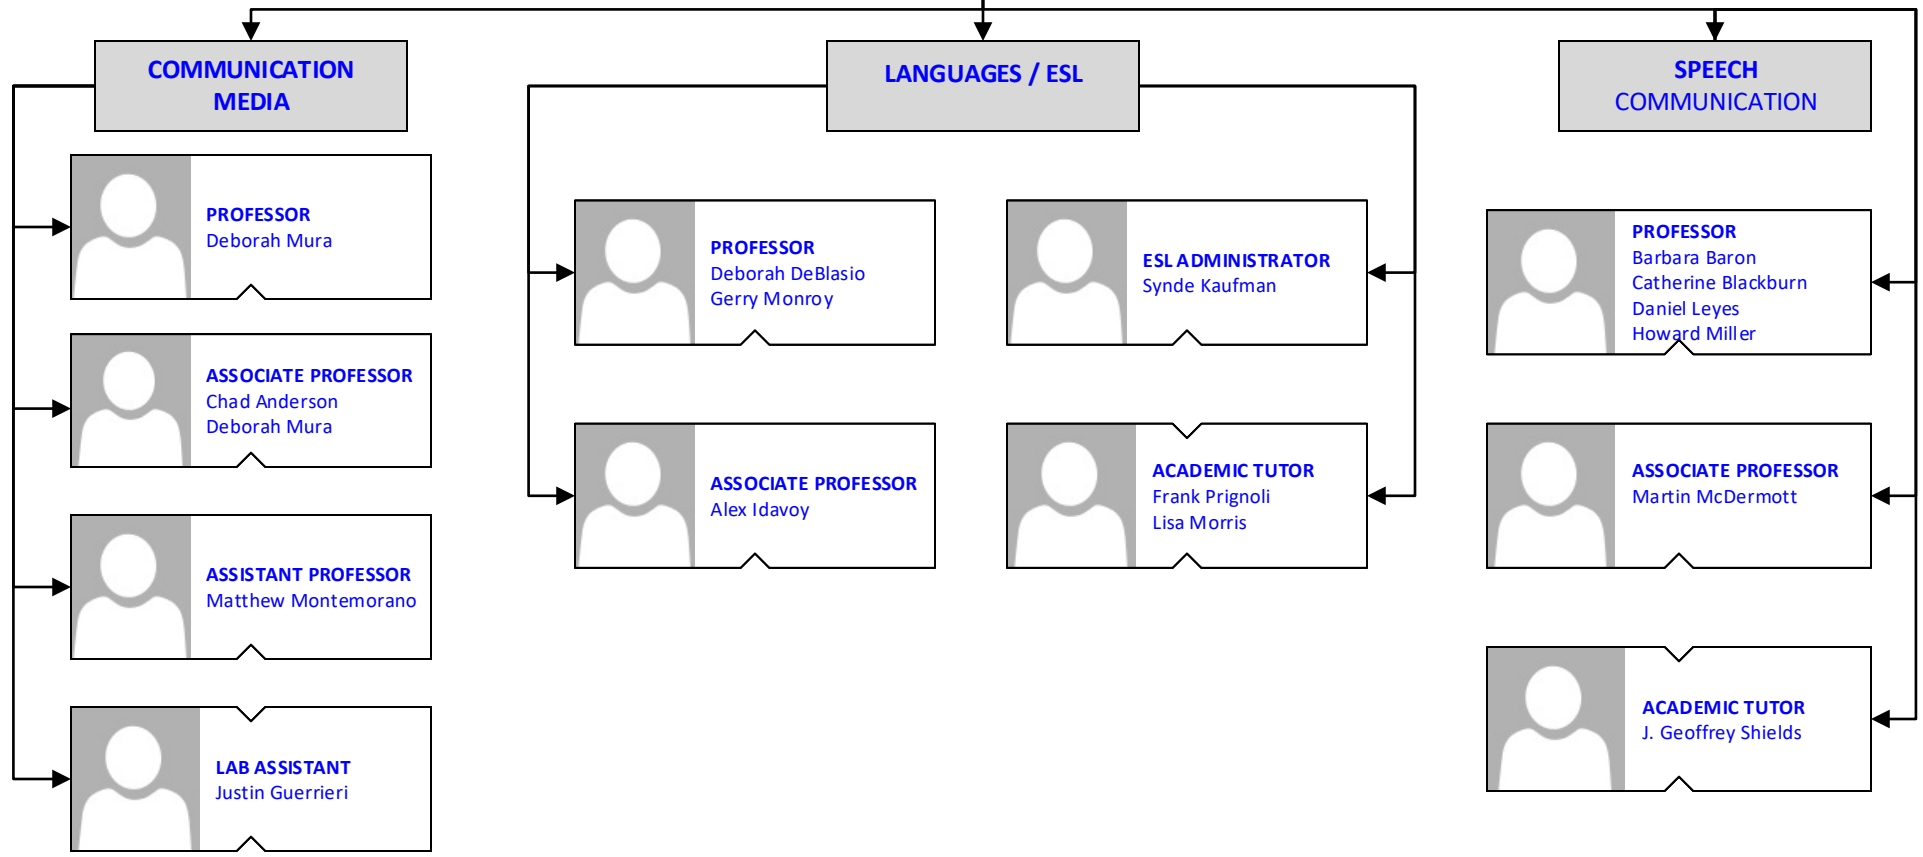 COMMUNICATION
MEDIA
PROFESSOR
Deborah Mura
ASSOCIATE PROFESSOR
Chad Anderson
Deborah Mura
ASSISTANT PROFESSOR
Matthew Montemorano
LAB ASSISTANT
Justin Guerrieri
LANGUAGES / ESL
PROFESSOR
Deborah DeBlasio
Gerry Monroy
ESL ADMINISTRATOR
Synde Kaufman
ASSOCIATE PROFESSOR
Alex Idavoy
ACADEMIC TUTOR
Frank Prignoli
Lisa Morris
SPEECH
COMMUNICATION
PROFESSOR
Barbara Baron
Catherine Blackburn
Daniel Leyes
Howard Miller
ASSOCIATE PROFESSOR
Martin McDermott
ACADEMIC TUTOR
J. Geoffrey Shields